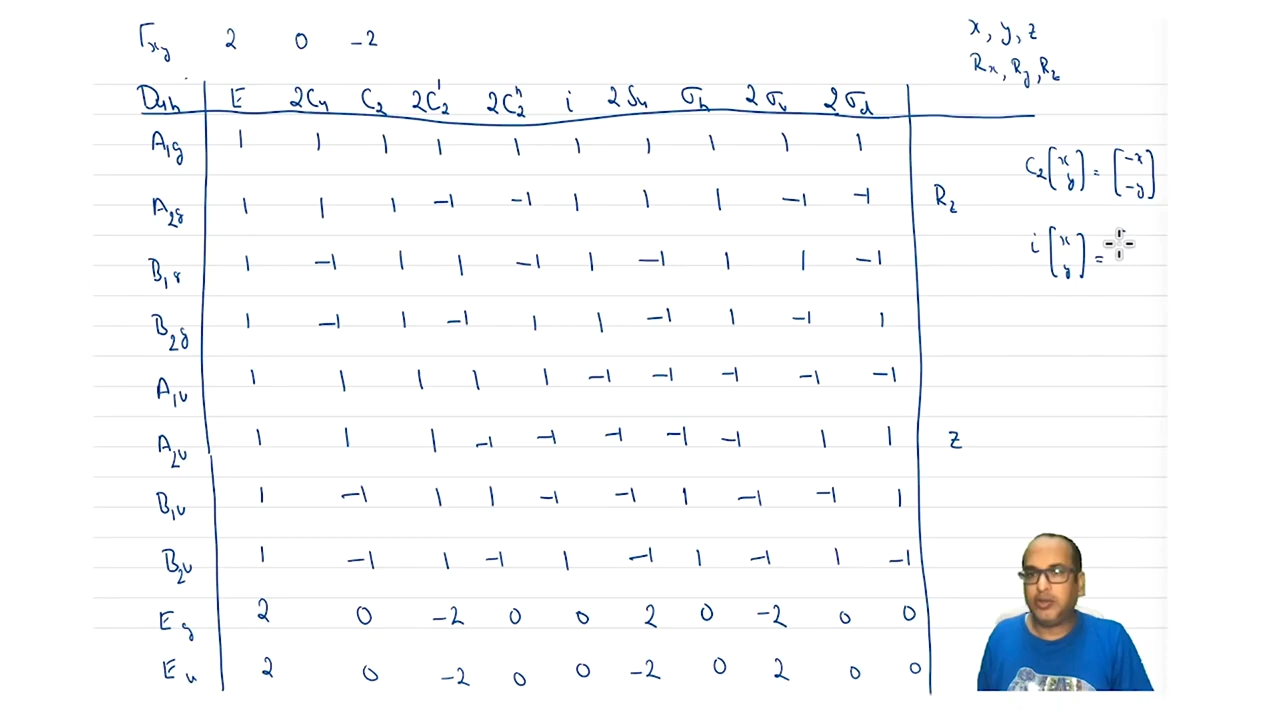 Γxy 2 0 -2
x, y, z
Rx, Ry, Rz
D4h E 2C4 C2 2C2' 2C2" i 2S4 σh 2σv 2σd
A1g 1 1 1 1 1 1 1 1 1 1
A2g 1 1 1 -1 -1 1 1 1 -1 -1 Rz
C2 [x y] = [-x -y]
B1g 1 -1 1 1 -1 1 -1 1 1 -1
i [x y] =
B2g 1 -1 1 -1 1 1 -1 1 -1 1
A1u 1 1 1 1 1 -1 -1 -1 -1 -1
A2u 1 1 1 -1 -1 -1 -1 -1 1 1 z
B1u 1 -1 1 1 -1 -1 1 -1 -1 1
B2u 1 -1 1 -1 1 -1 1 -1 1 -1
Eg 2 0 -2 0 0 2 0 -2 0 0
Eu 2 0 -2 0 0 -2 0 2 0 0